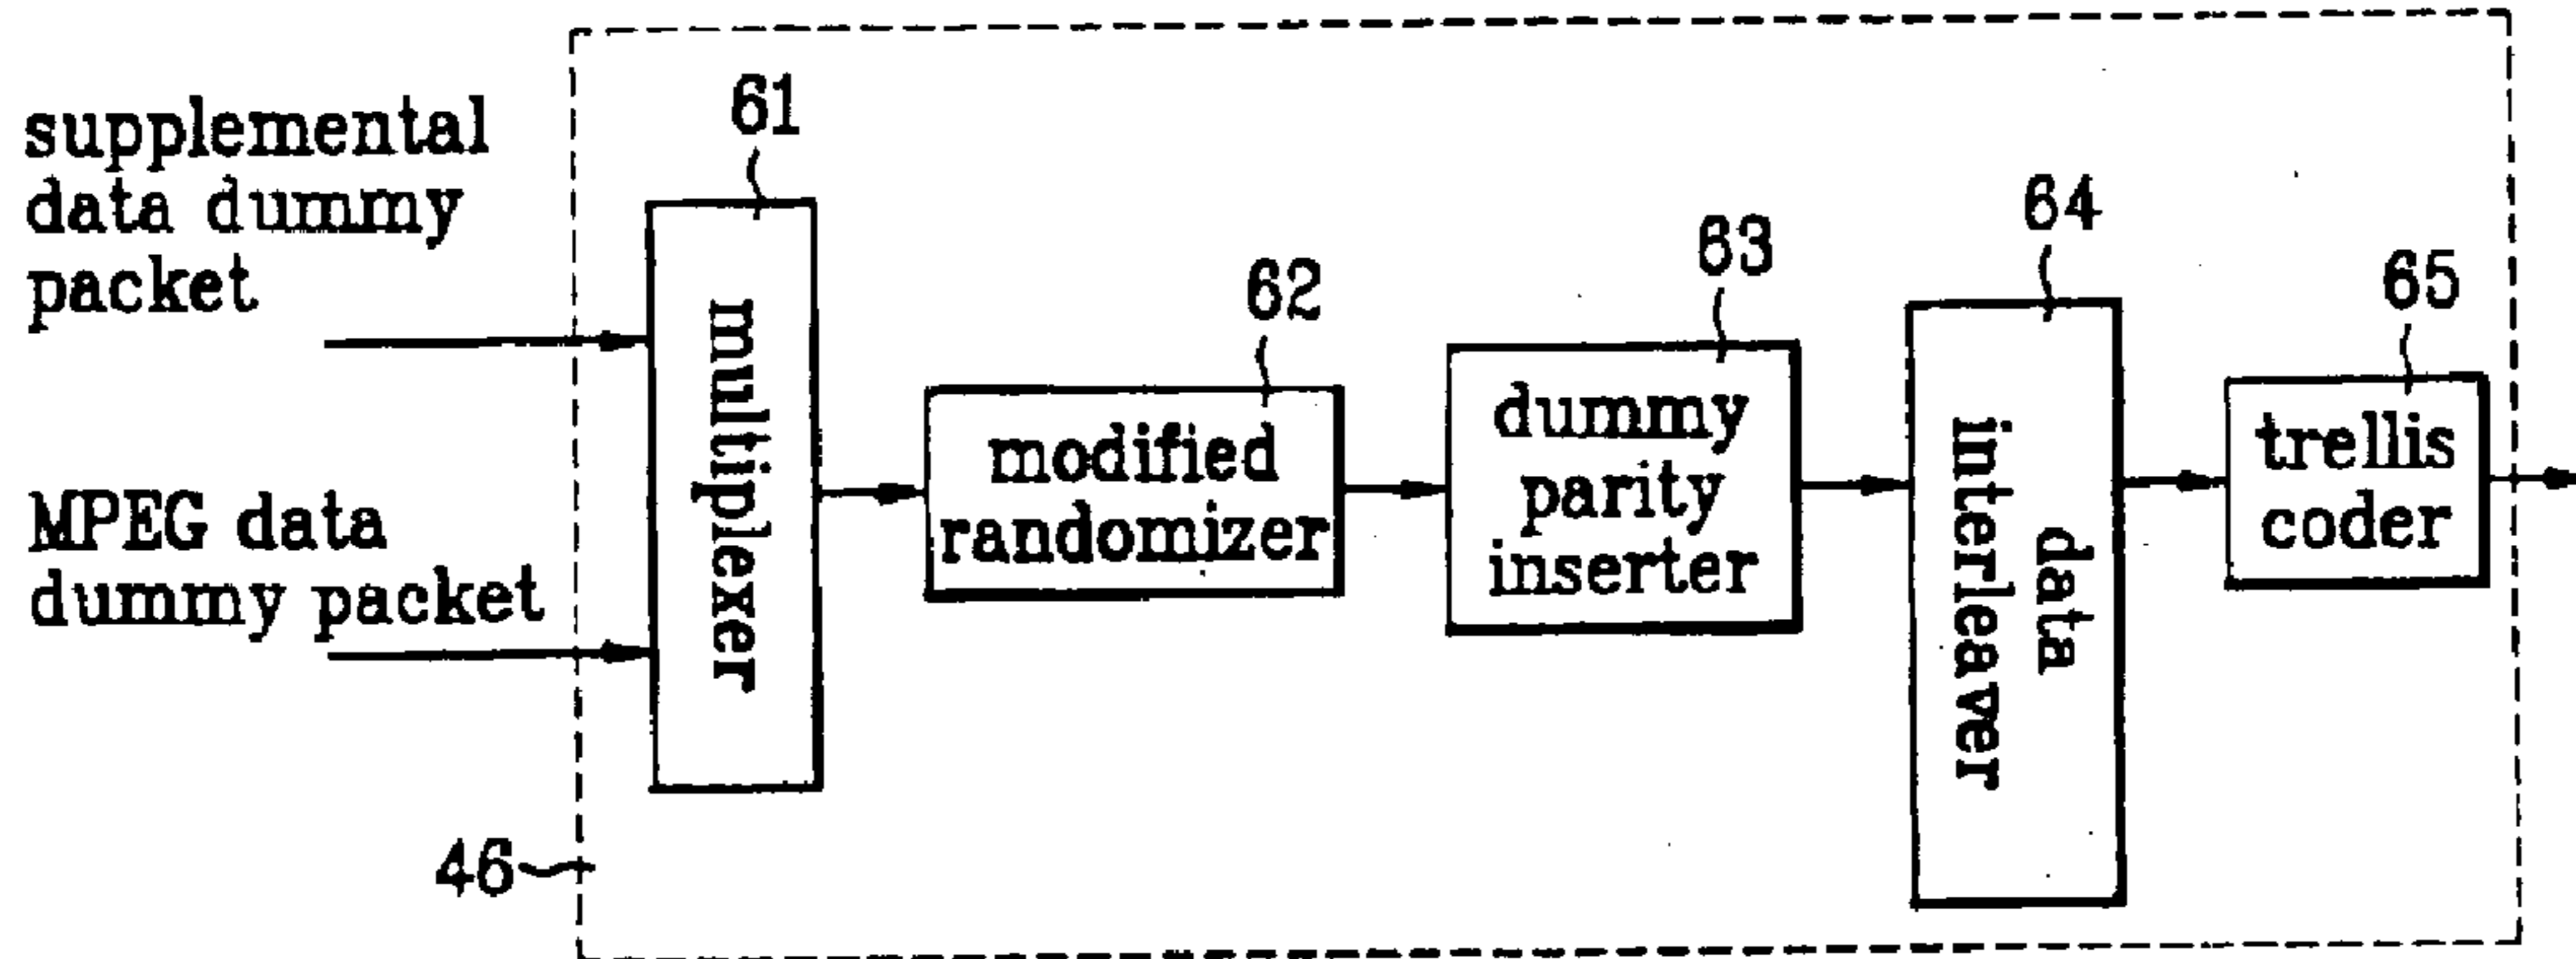 supplemental
data dummy
packet
MPEG data
dummy packet
46
61
multiplexer
62
modified
randomizer
63
dummy
parity
inserter
64
data
interleaver
65
trellis
coder